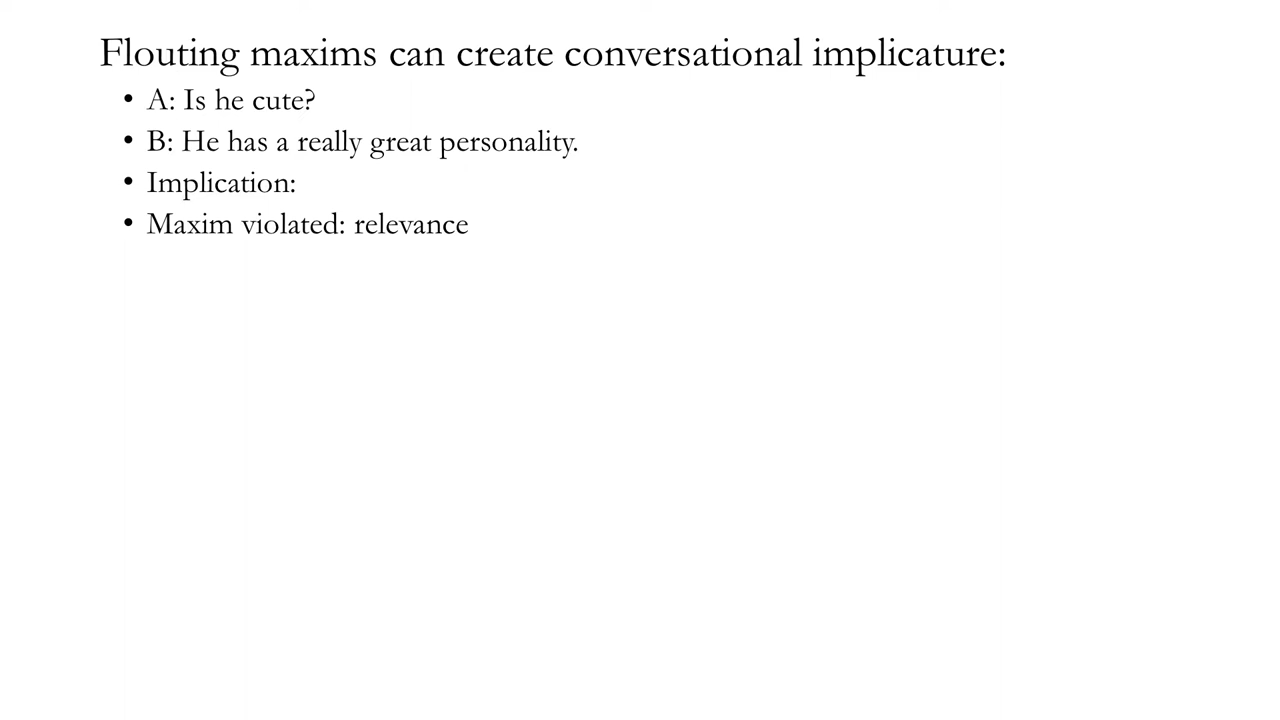 Flouting maxims can create conversational implicature:
• A: Is he cute?
• B: He has a really great personality.
• Implication:
• Maxim violated: relevance